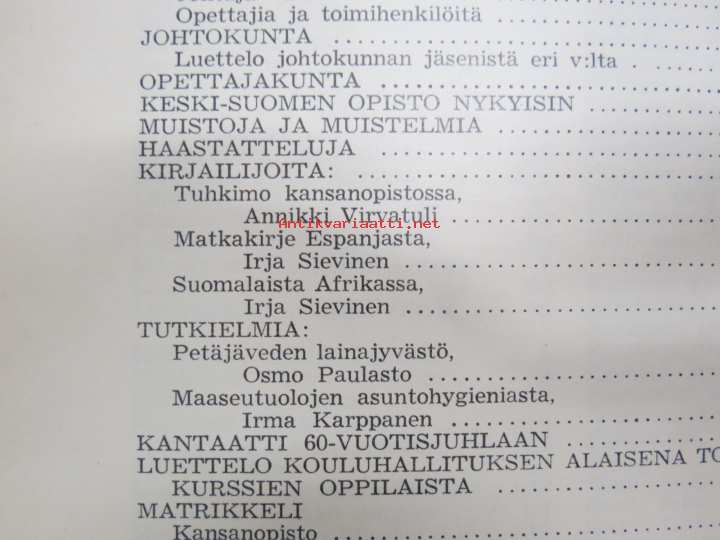 Opettajia ja toimihenkilöitä ................
JOHTOKUNTA ................
Luettelo johtokunnan jäsenistä eri v:lta ......
OPETTAJAKUNTA ................
KESKI-SUOMEN OPISTO NYKYISIN .........
MUISTOJA JA MUISTELMIA ................
HAASTATTELUJA ................
KIRJAILIJOITA:
Tuhkimo kansanopistossa,
Annikki Virvatuli ................
Antikvariaatti.net
Matkakirje Espanjasta,
Irja Sievinen ................
Suomalaista Afrikassa,
Irja Sievinen ................
TUTKIELMIA:
Petäjäveden lainajyvästö,
Osmo Paulasto ................
Maaseutuolojen asuntohygieniasta,
Irma Karppanen ................
KANTAATTI 60-VUOTISJUHLAAN ............
LUETTELO KOULUHALLITUKSEN ALAISENA TO
KURSSIEN OPPILAISTA ................
MATRIKKELI
Kansanopisto ................